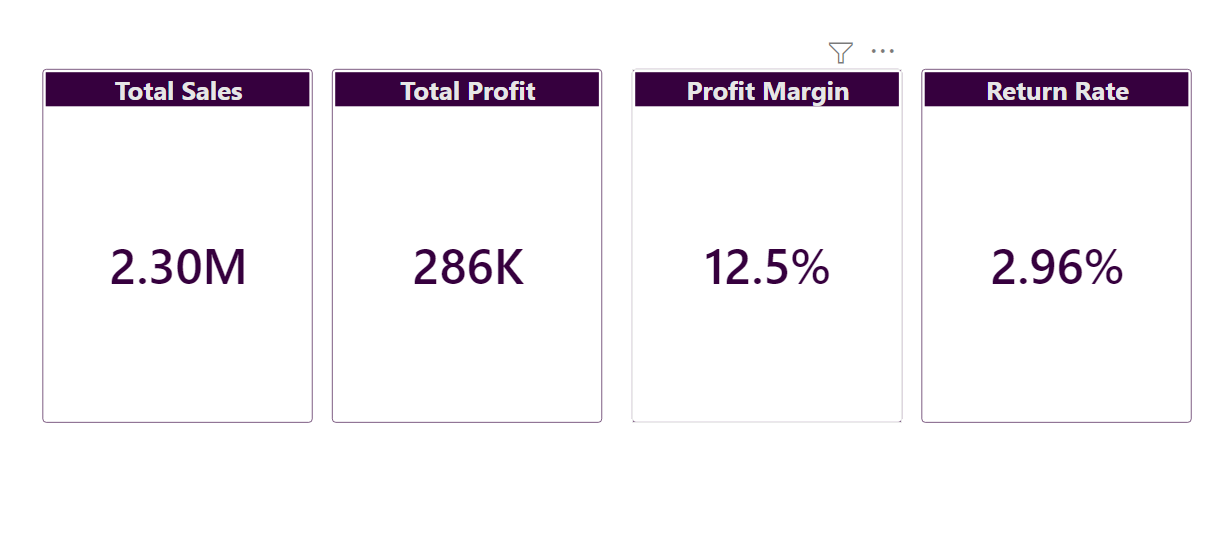 Total Sales
2.30M
Total Profit
286K
Profit Margin
12.5%
Return Rate
2.96%